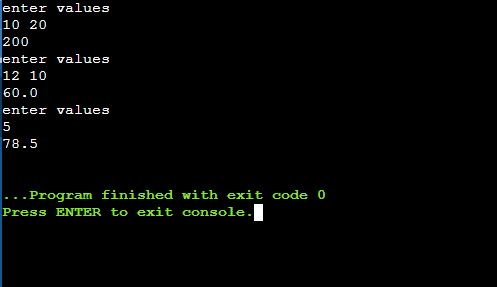 enter values
10 20
200
enter values
12 10
60.0
enter values
5
78.5
...Program finished with exit code 0
Press ENTER to exit console.